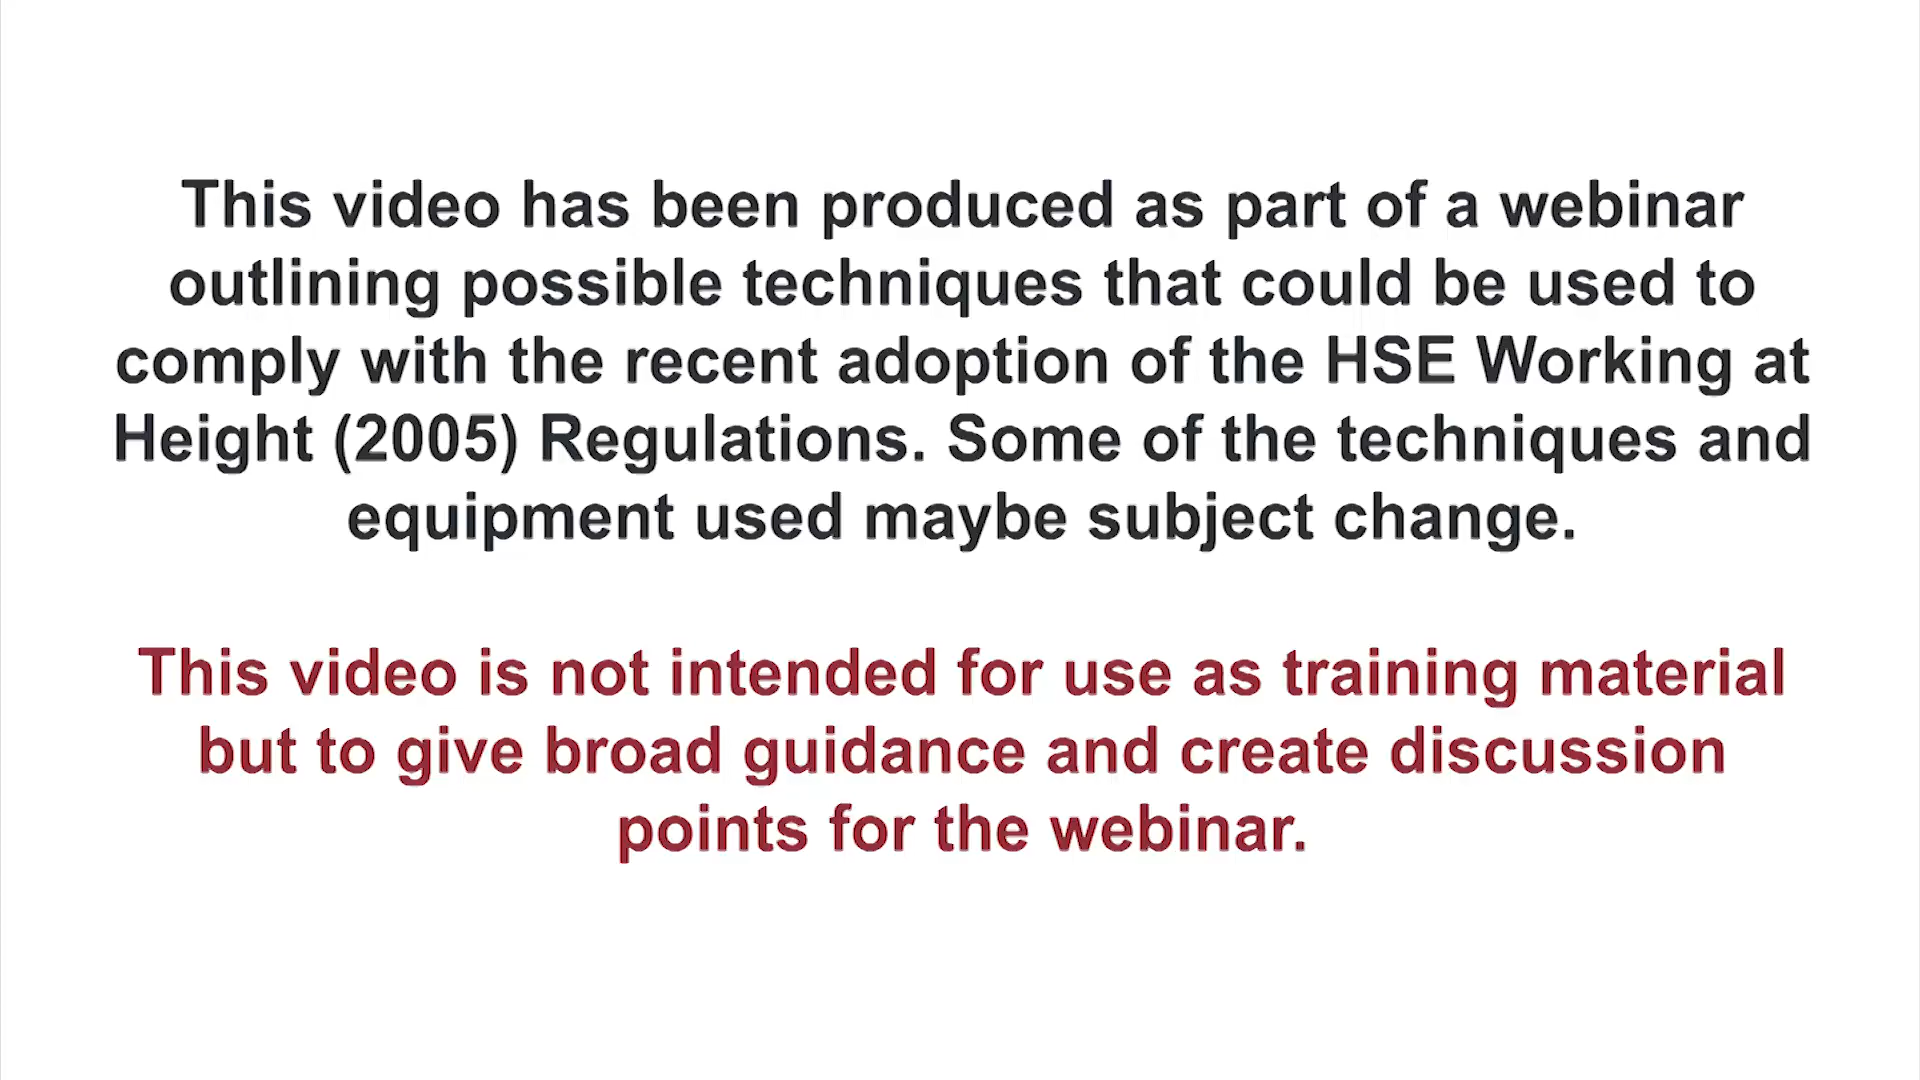 This video has been produced as part of a webinar
outlining possible techniques that could be used to
comply with the recent adoption of the HSE Working at
Height (2005) Regulations. Some of the techniques and
equipment used maybe subject change.
This video is not intended for use as training material
but to give broad guidance and create discussion
points for the webinar.